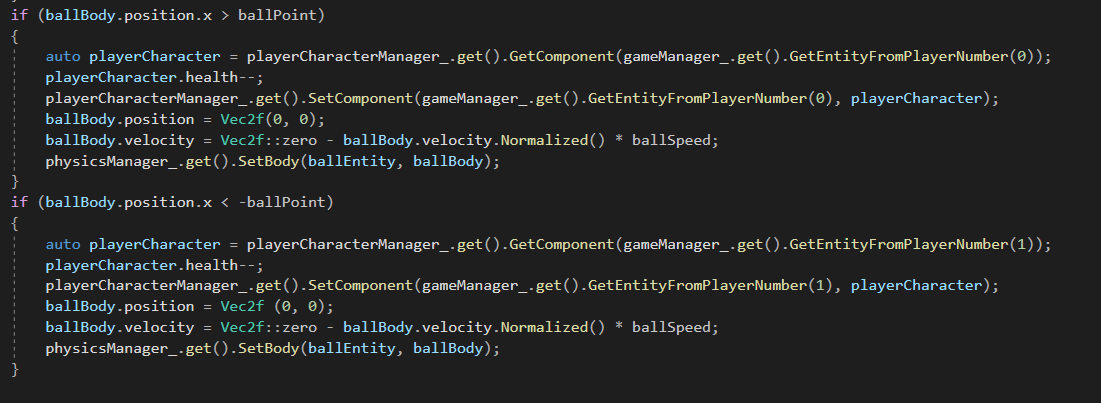 if (ballBody.position.x > ballPoint)
{
    auto playerCharacter = playerCharacterManager_.get().GetComponent(gameManager_.get().GetEntityFromPlayerNumber(0));
    playerCharacter.health--;
    playerCharacterManager_.get().SetComponent(gameManager_.get().GetEntityFromPlayerNumber(0), playerCharacter);
    ballBody.position = Vec2f(0, 0);
    ballBody.velocity = Vec2f::zero - ballBody.velocity.Normalized() * ballSpeed;
    physicsManager_.get().SetBody(ballEntity, ballBody);
}
if (ballBody.position.x < -ballPoint)
{
    auto playerCharacter = playerCharacterManager_.get().GetComponent(gameManager_.get().GetEntityFromPlayerNumber(1));
    playerCharacter.health--;
    playerCharacterManager_.get().SetComponent(gameManager_.get().GetEntityFromPlayerNumber(1), playerCharacter);
    ballBody.position = Vec2f (0, 0);
    ballBody.velocity = Vec2f::zero - ballBody.velocity.Normalized() * ballSpeed;
    physicsManager_.get().SetBody(ballEntity, ballBody);
}